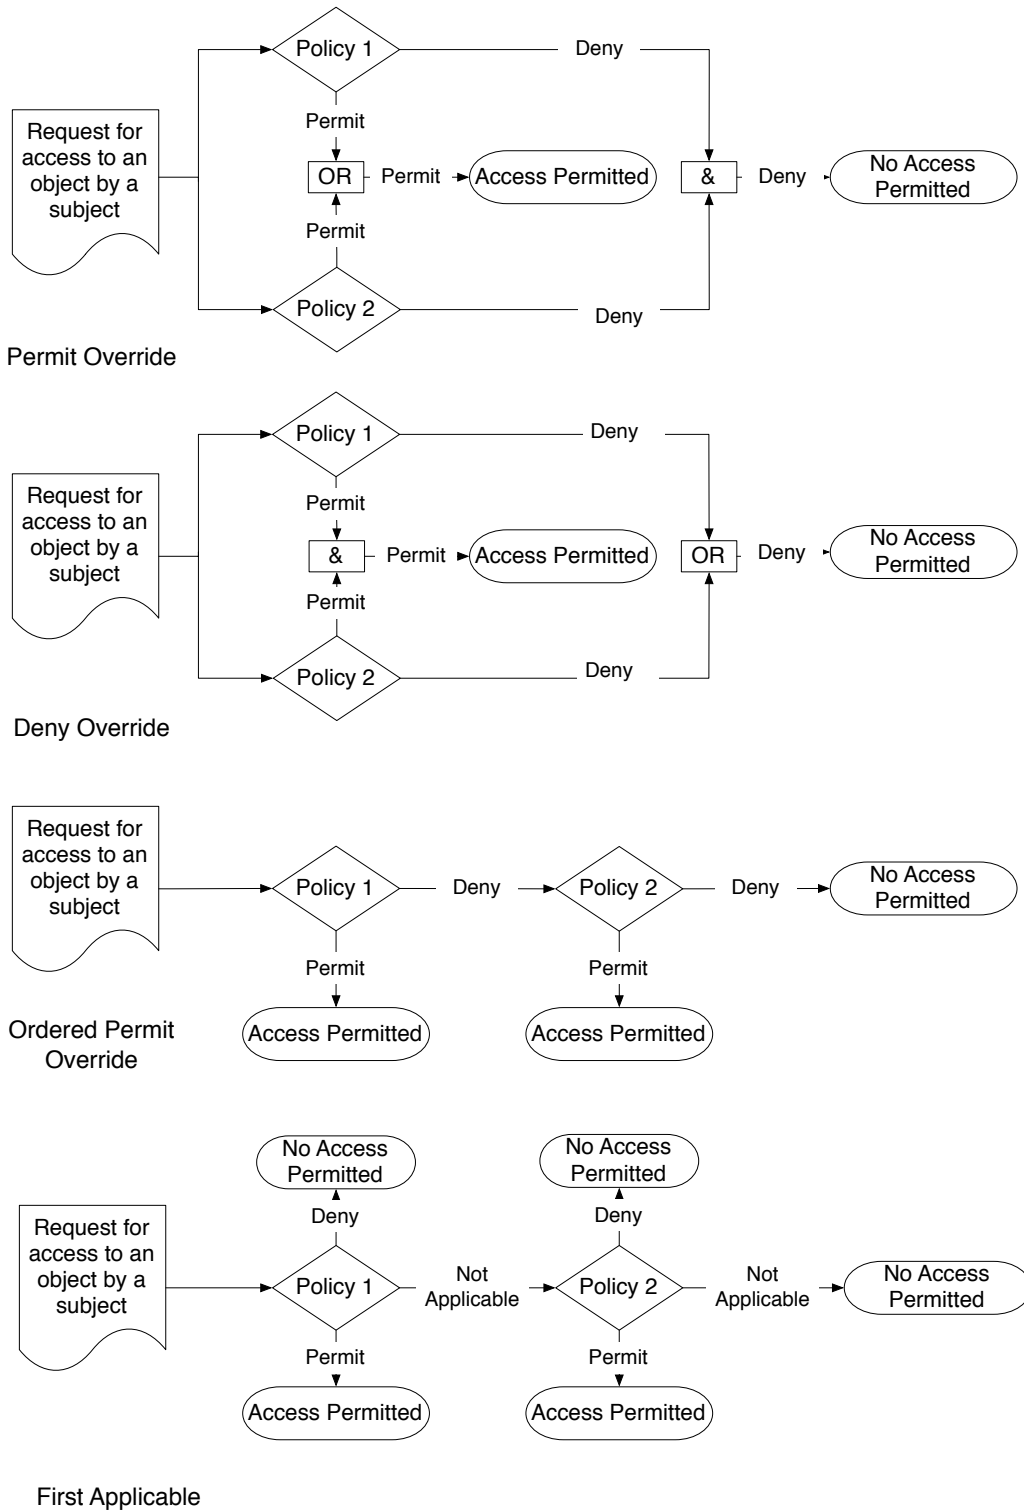 Policy 1
Deny
Request for
access to an
object by a
subject
Permit
OR
Permit
Access Permitted
&
Deny
No Access
Permitted
Permit
Policy 2
Deny
Permit Override
Policy 1
Deny
Request for
access to an
object by a
subject
Permit
&
Permit
Access Permitted
OR
Deny
No Access
Permitted
Permit
Policy 2
Deny
Deny Override
Request for
access to an
object by a
subject
Policy 1
Deny
Policy 2
Deny
No Access
Permitted
Permit
Permit
Access Permitted
Access Permitted
Ordered Permit
Override
No Access
Permitted
No Access
Permitted
Deny
Deny
Request for
access to an
object by a
subject
Policy 1
Not
Applicable
Policy 2
Not
Applicable
No Access
Permitted
Permit
Permit
Access Permitted
Access Permitted
First Applicable